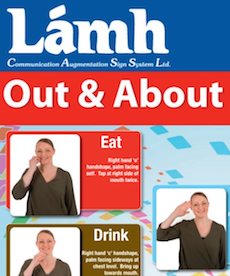 Lámh
Communication Augmentation Sign System Ltd.
Out & About
Eat
Right hand 'n'
handshape, palm facing
self. Tap at right side of
mouth twice.
Drink
Right hand 'c'
handshape, palm facing sideways at
chest level. Bring up
towards mouth.